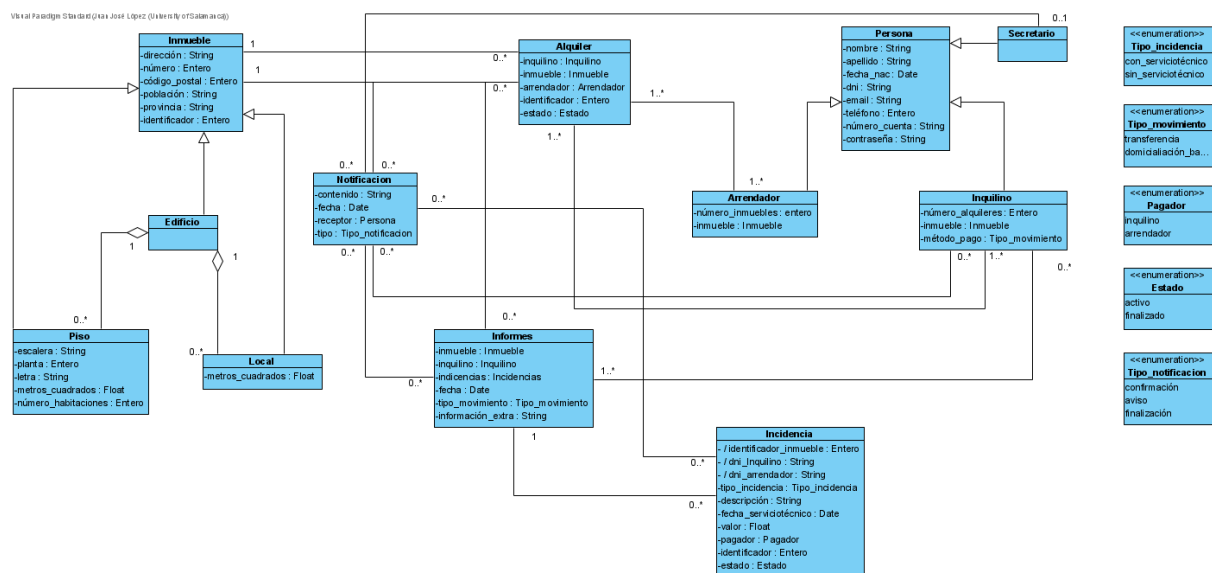 Visual Paradigm Standard(Juan José López (University of Salamanca))
Inmueble
-dirección : String
-número : Entero
-código_postal : Entero
-población : String
-provincia : String
-identificador : Entero
1
1
0..*
0..*
Alquiler
-inquilino : Inquilino
-inmueble : Inmueble
-arrendador : Arrendador
-identificador : Entero
-estado : Estado
1..*
1..*
Persona
-nombre : String
-apellido : String
-fecha_nac : Date
-dni : String
-email : String
-teléfono : Entero
-número_cuenta : String
-contraseña : String
0..1
Secretario
<<enumeration>>
Tipo_incidencia
con_serviciotécnico
sin_serviciotécnico
<<enumeration>>
Tipo_movimiento
transferencia
domicialiación_ba...
<<enumeration>>
Pagador
inquilino
arrendador
<<enumeration>>
Estado
activo
finalizado
<<enumeration>>
Tipo_notificacion
confirmación
aviso
finalización
0..*
0..*
Notificacion
-contenido : String
-fecha : Date
-receptor : Persona
-tipo : Tipo_notificacion
0..*
0..*
0..*
1..*
Arrendador
-número_inmuebles : entero
-inmueble : Inmueble
Inquilino
-número_alquileres : Entero
-inmueble : Inmueble
-método_pago : Tipo_movimiento
0..*
1..*
0..*
Edificio
1
1
0..*
0..*
Piso
-escalera : String
-planta : Entero
-letra : String
-metros_cuadrados : Float
-número_habitaciones : Entero
Local
-metros_cuadrados : Float
0..*
0..*
1..*
Informes
-inmueble : Inmueble
-inquilino : Inquilino
-indicencias : Incidencias
-fecha : Date
-tipo_movimiento : Tipo_movimiento
-información_extra : String
1
0..*
0..*
Incidencia
- / identificador_inmueble : Entero
- / dni_Inquilino : String
- / dni_arrendador : String
-tipo_incidencia : Tipo_incidencia
-descripción : String
-fecha_serviciotécnico : Date
-valor : Float
-pagador : Pagador
-identificador : Entero
-estado : Estado